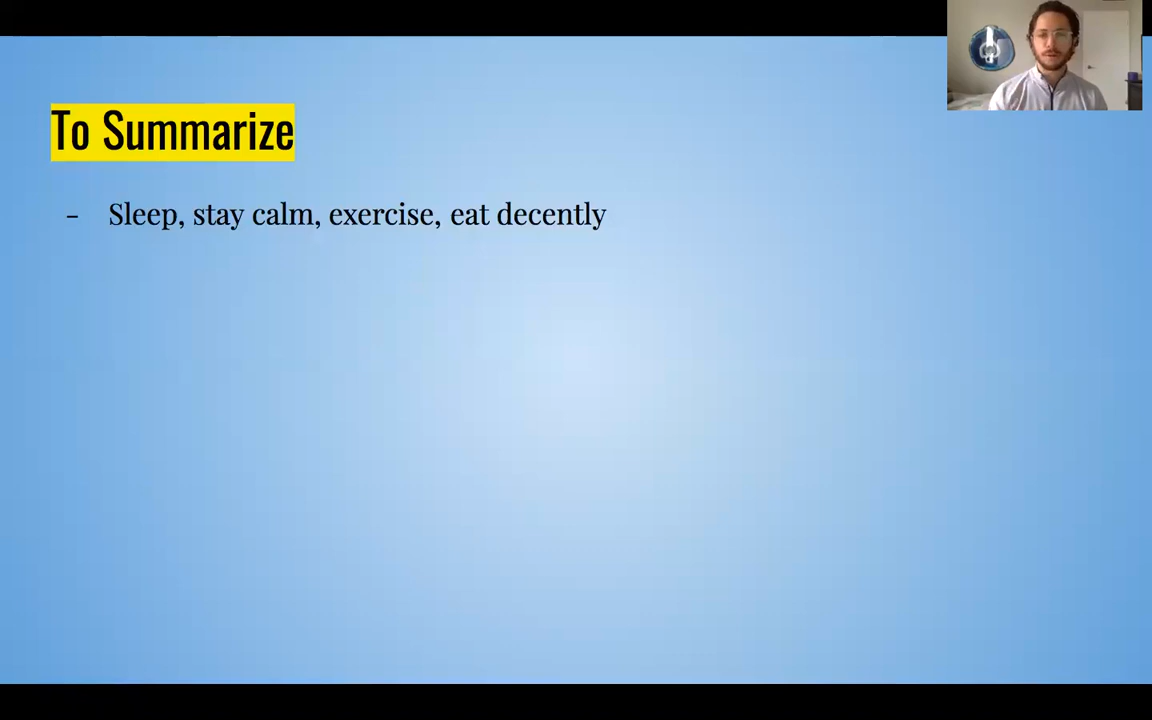 To Summarize
- Sleep, stay calm, exercise, eat decently